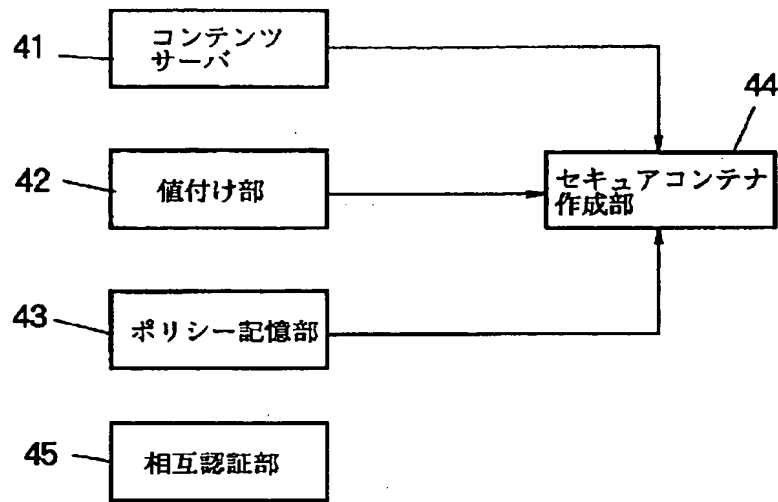 41
コンテンツ
サーバ
44
42
値付け部
セキュアコンテナ
作成部
43
ポリシー記憶部
45
相互認証部